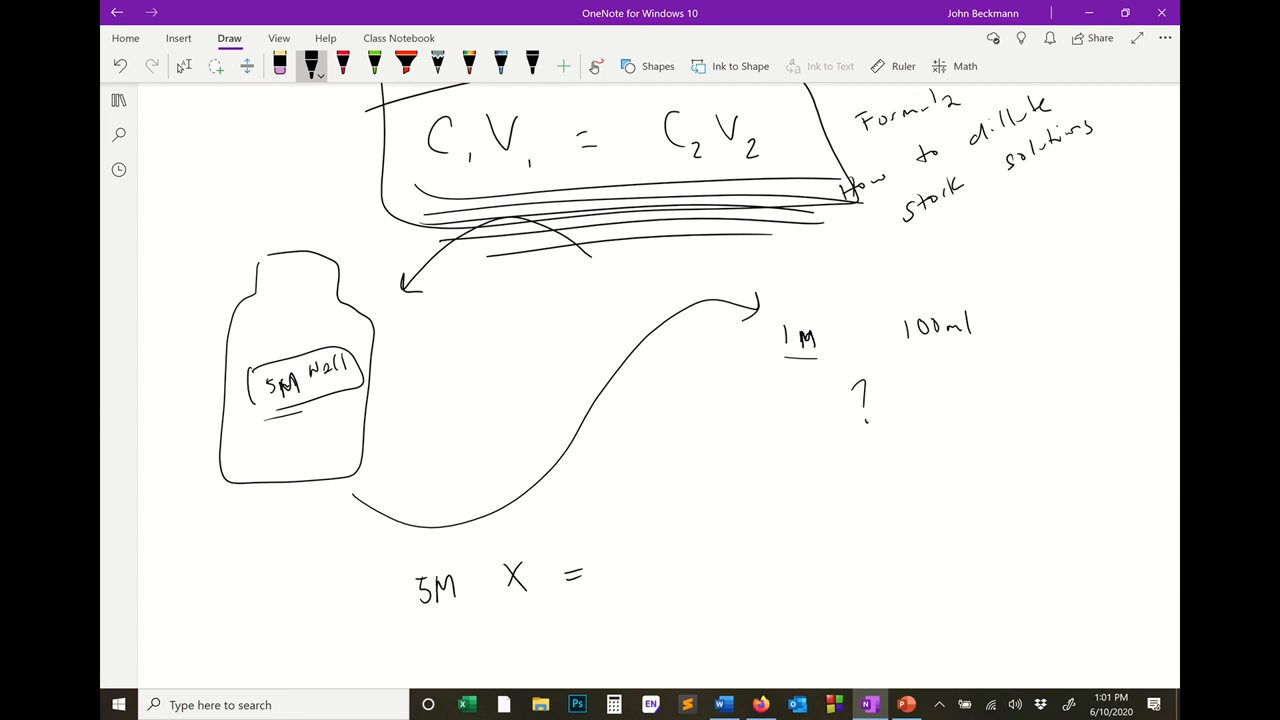 OneNote for Windows 10
John Beckmann
Home
Insert
Draw
View
Help
Class Notebook
Share
Shapes
Ink to Shape
Ink to Text
Ruler
Math
C₁V₁ = C₂V₂
Formula
How to dillute
stock solutions
5M NaCl
1M 100ml
?
5M X =
Type here to search
EN
1:01 PM
6/10/2020